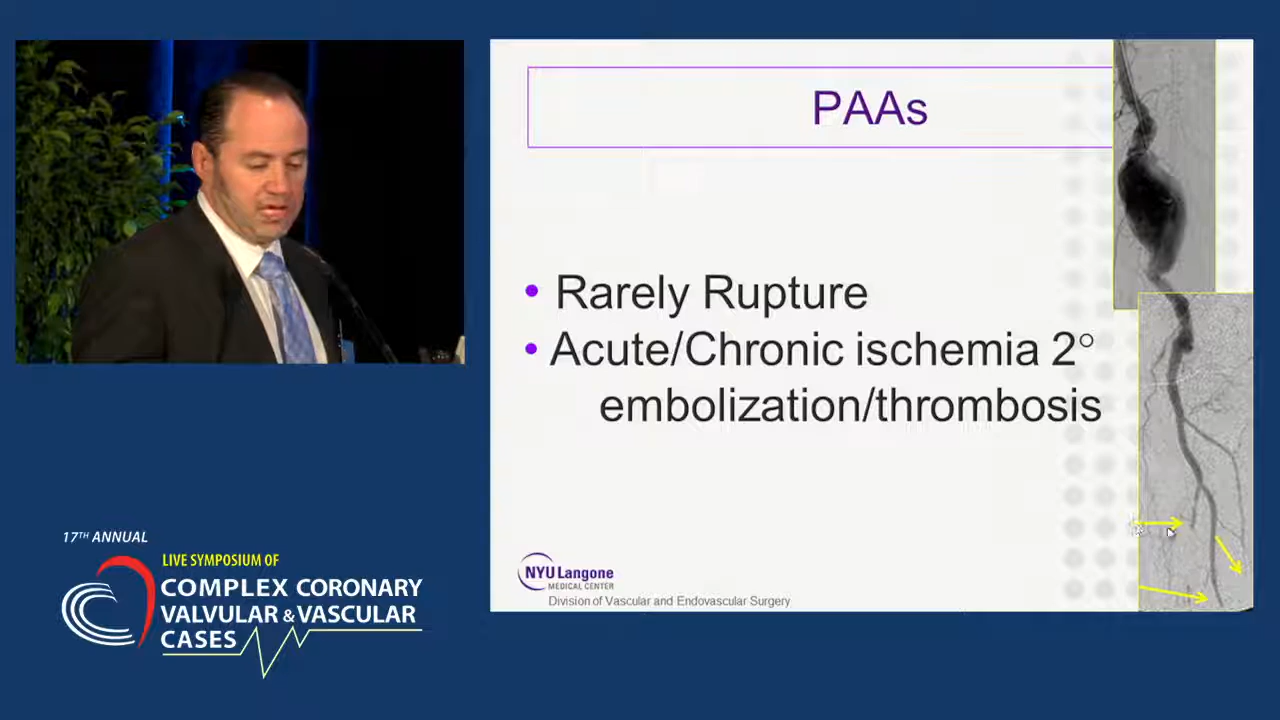 PAAs
• Rarely Rupture
• Acute/Chronic ischemia 2°
embolization/thrombosis
NYU Langone
MEDICAL CENTER
Division of Vascular and Endovascular Surgery
17TH ANNUAL
LIVE SYMPOSIUM OF
COMPLEX CORONARY
VALVULAR & VASCULAR
CASES